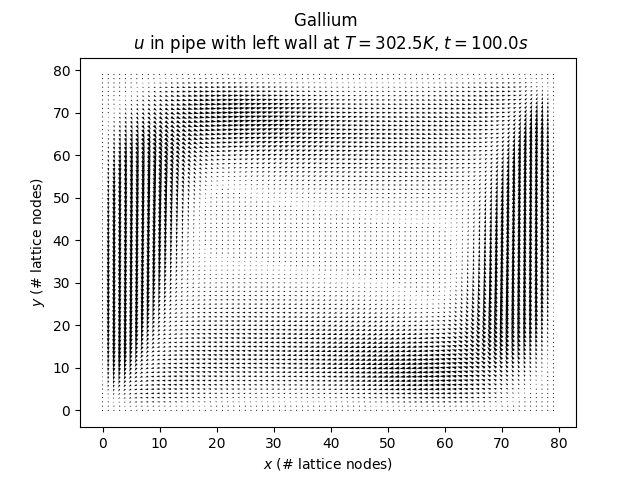 Gallium
u in pipe with left wall at T = 302.5K, t = 100.0s
80
70
60
50
40
30
20
10
0
y (# lattice nodes)
0 10 20 30 40 50 60 70 80
x (# lattice nodes)